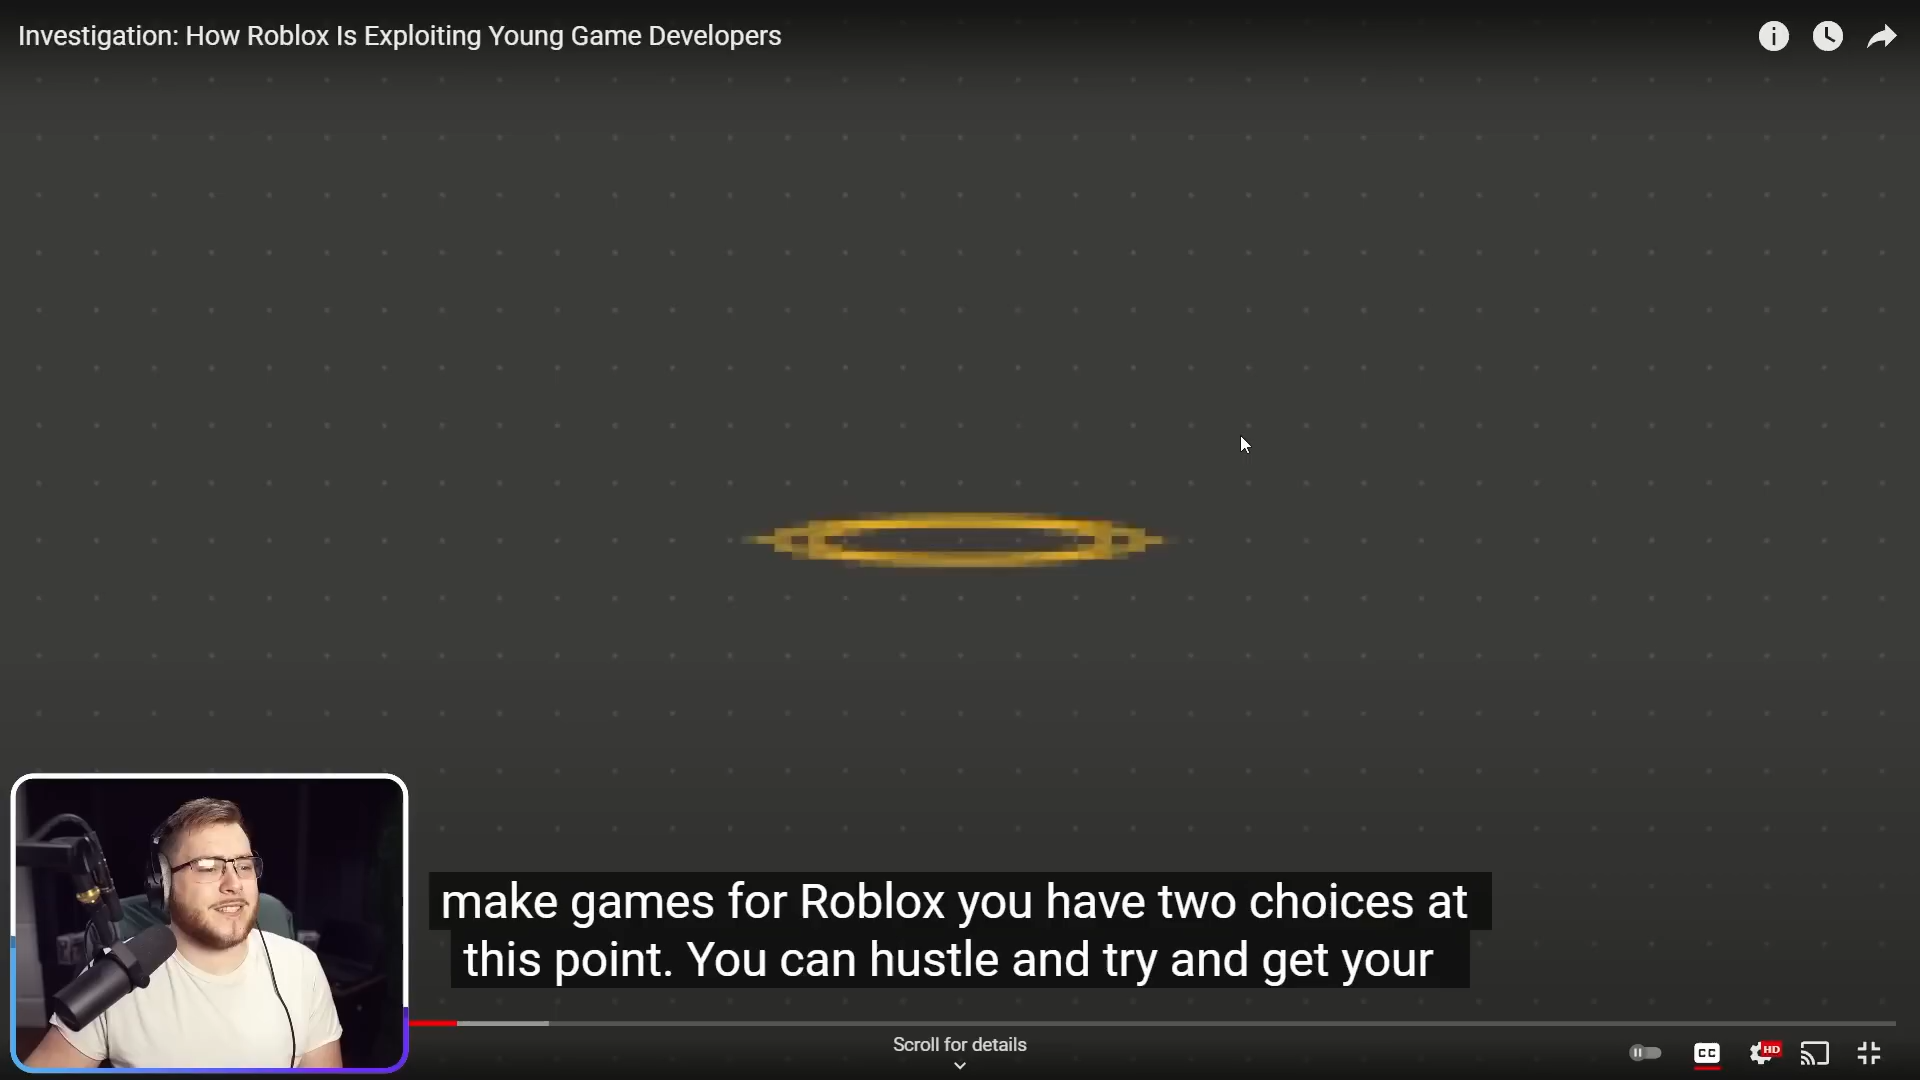 Investigation: How Roblox Is Exploiting Young Game Developers
make games for Roblox you have two choices at
this point. You can hustle and try and get your
Scroll for details
CC
HD